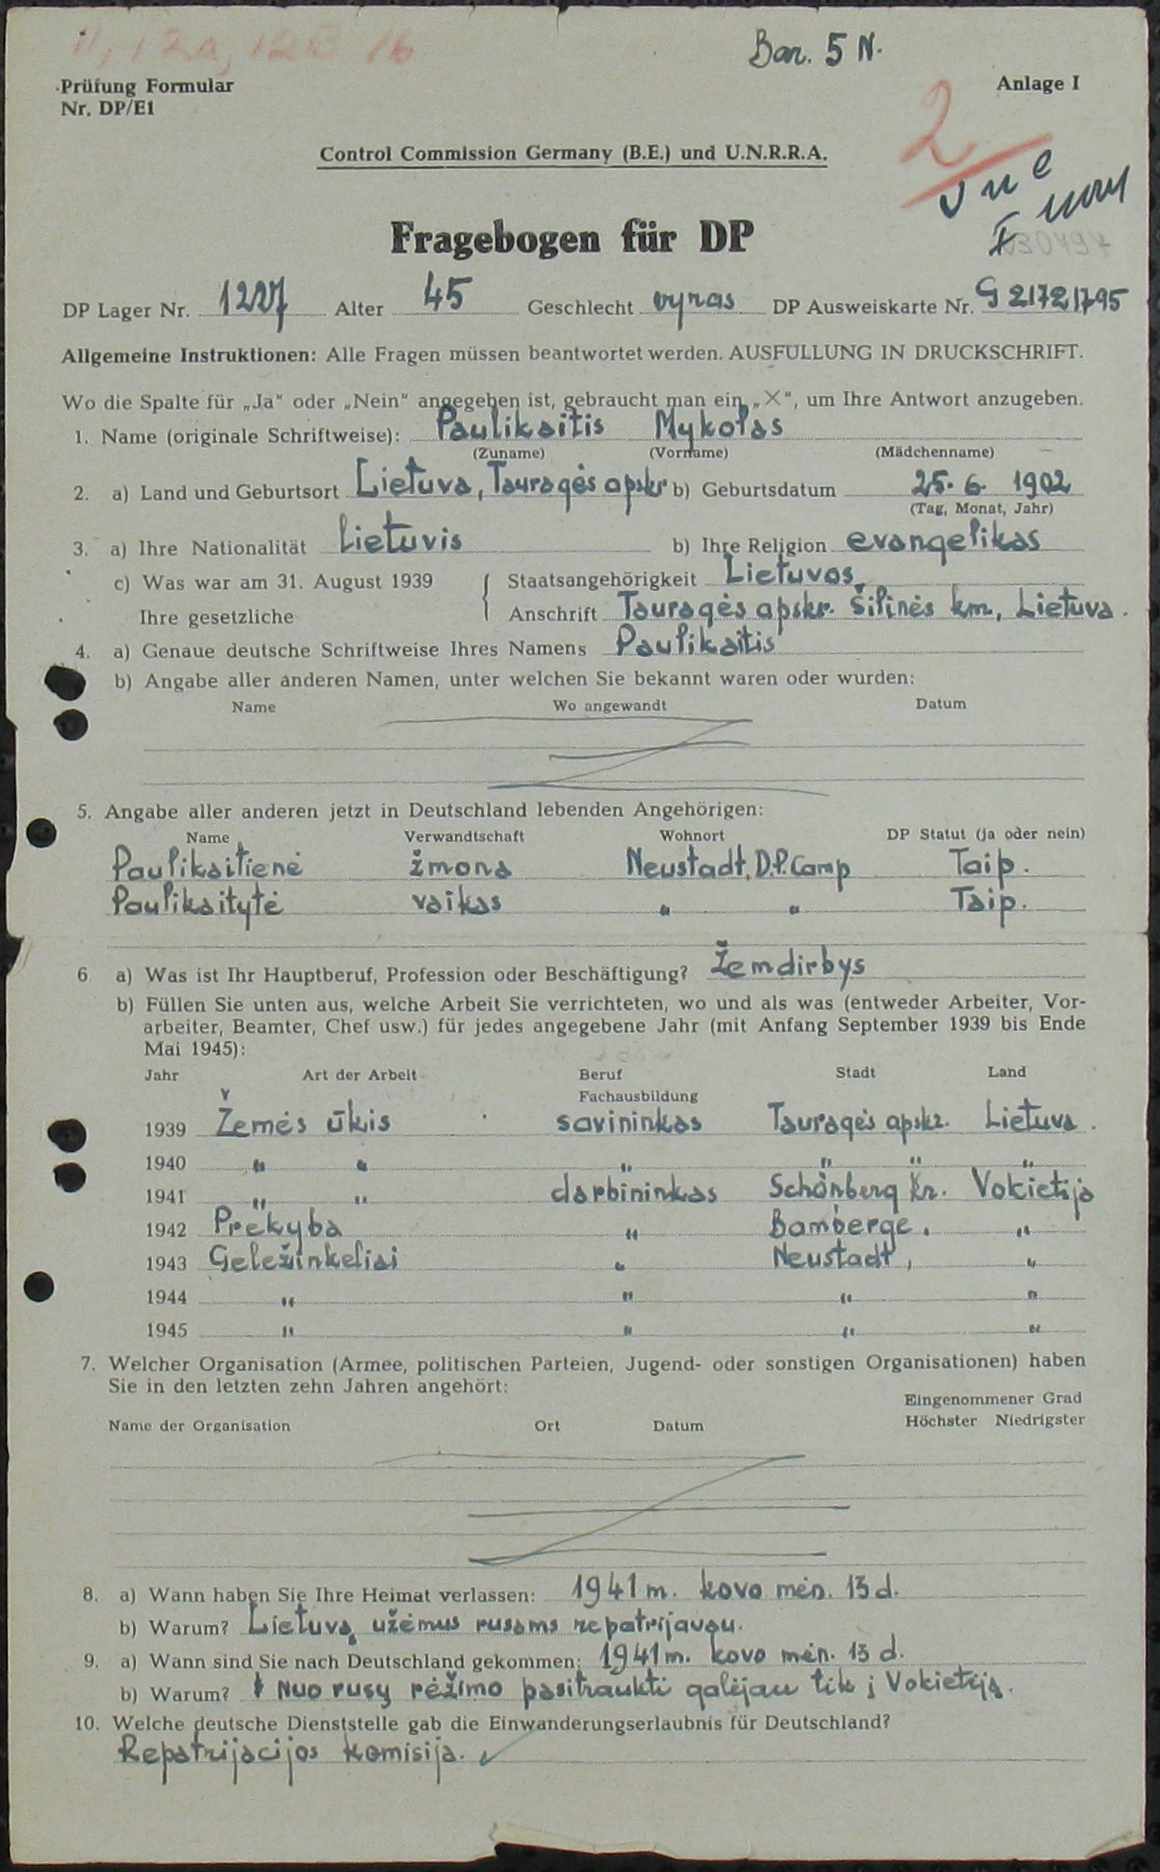 Bar. 5 N.
Prüfung Formular
Nr. DP/E1
Anlage I
2
Control Commission Germany (B.E.) und U.N.R.R.A.
Fragebogen für DP
DP Lager Nr. 1227 Alter 45 Geschlecht vyras DP Ausweiskarte Nr. G 21721795
Allgemeine Instruktionen: Alle Fragen müssen beantwortet werden. AUSFÜLLUNG IN DRUCKSCHRIFT.
Wo die Spalte für „Ja" oder „Nein" angegeben ist, gebraucht man ein „X", um Ihre Antwort anzugeben.
1. Name (originale Schriftweise): Paulikaitis Mykolas
(Zuname) (Vorname) (Mädchenname)
2. a) Land und Geburtsort Lietuva, Tauragės apskr b) Geburtsdatum 25. 6. 1902
(Tag, Monat, Jahr)
3. a) Ihre Nationalität Lietuvis b) Ihre Religion evangelikas
c) Was war am 31. August 1939 Staatsangehörigkeit Lietuvos
Ihre gesetzliche Anschrift Tauragės apskr. Šilinės km, Lietuva.
4. a) Genaue deutsche Schriftweise Ihres Namens Paulikaitis
b) Angabe aller anderen Namen, unter welchen Sie bekannt waren oder wurden:
Name Wo angewandt Datum
5. Angabe aller anderen jetzt in Deutschland lebenden Angehörigen:
Name Verwandtschaft Wohnort DP Statut (ja oder nein)
Paulikaitienė žmona Neustadt, D.P. Camp Taip.
Paulikaitytė vaikas " " Taip.
6 a) Was ist Ihr Hauptberuf, Profession oder Beschäftigung? Žemdirbys
b) Füllen Sie unten aus, welche Arbeit Sie verrichteten, wo und als was (entweder Arbeiter, Vor-
arbeiter, Beamter, Chef usw.) für jedes angegebene Jahr (mit Anfang September 1939 bis Ende
Mai 1945):
Jahr Art der Arbeit Beruf Stadt Land
Fachausbildung
1939 Žemės ūkis savininkas Tauragės apskr. Lietuva.
1940 " " " " " "
1941 " " darbininkas Schönberg Kr. Vokietija
1942 Prekyba " Bamberge. "
1943 Geležinkeliai " Neustadt, "
1944 " " " "
1945 " " " "
7. Welcher Organisation (Armee, politischen Parteien, Jugend- oder sonstigen Organisationen) haben
Sie in den letzten zehn Jahren angehört:
Eingenommener Grad
Name der Organisation Ort Datum Höchster Niedrigster
8. a) Wann haben Sie Ihre Heimat verlassen: 1941 m. kovo mėn. 13 d.
b) Warum? Lietuvą užėmus rusams repatrijavau.
9. a) Wann sind Sie nach Deutschland gekommen: 1941 m. kovo mėn. 13 d.
b) Warum? Nuo rusų rėžimo pasitraukti galėjau tik į Vokietiją.
10. Welche deutsche Dienststelle gab die Einwanderungserlaubnis für Deutschland?
Repatrijacijos Komisija.